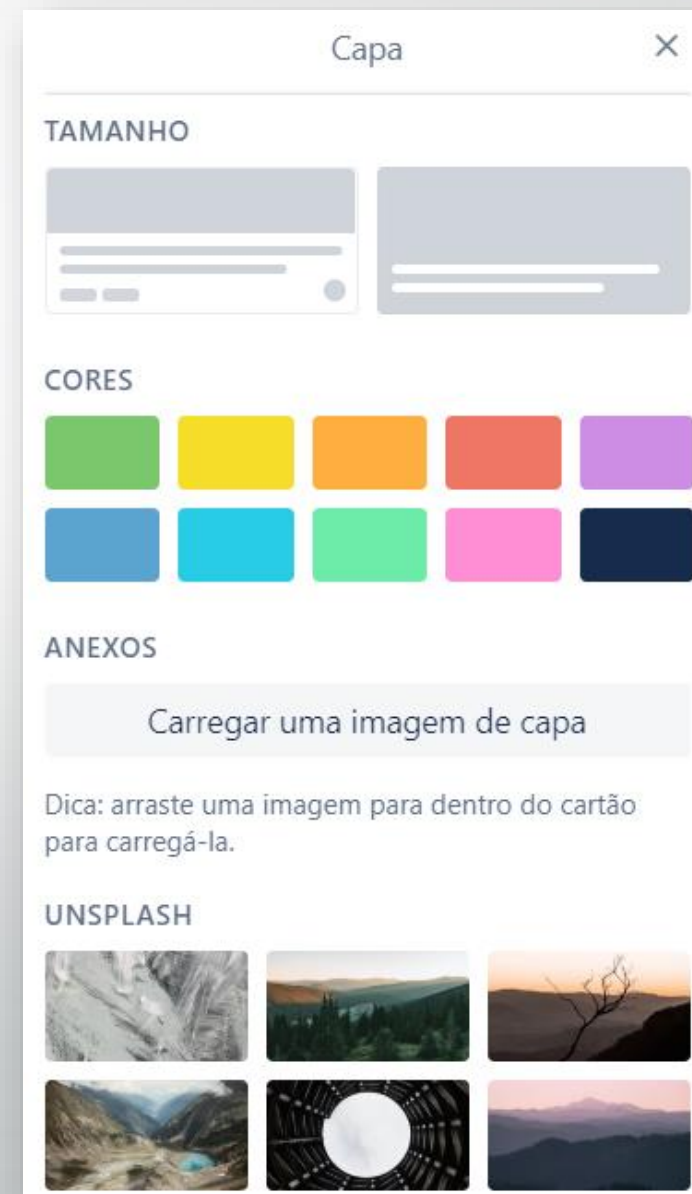 Capa
TAMANHO
CORES
ANEXOS
Carregar uma imagem de capa
Dica: arraste uma imagem para dentro do cartão
para carregá-la.
UNSPLASH